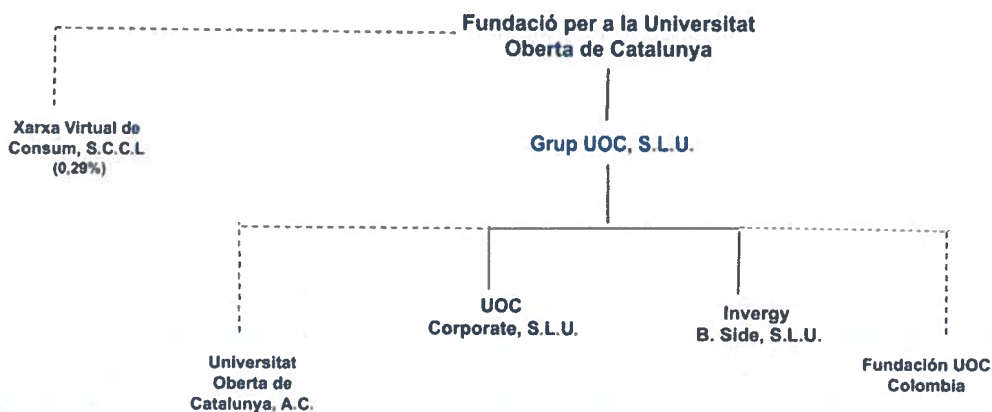 Fundació per a la Universitat
Oberta de Catalunya
Xarxa Virtual de
Consum, S.C.C.L
(0,29%)
Grup UOC, S.L.U.
UOC
Corporate, S.L.U.
Invergy
B. Side, S.L.U.
Universitat
Oberta de
Catalunya, A.C.
Fundación UOC
Colombia